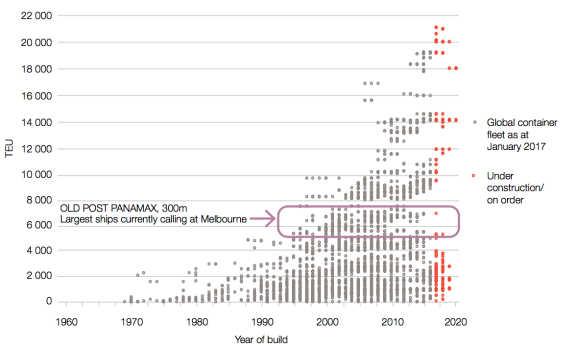 22 000
20 000
18 000
16 000
14 000
12 000
10 000
8 000
6 000
4 000
2 000
0
TEU
OLD POST PANAMAX, 300m
Largest ships currently calling at Melbourne
1960
1970
1980
1990
2000
2010
2020
Year of build
Global container
fleet as at
January 2017
Under
construction/
on order